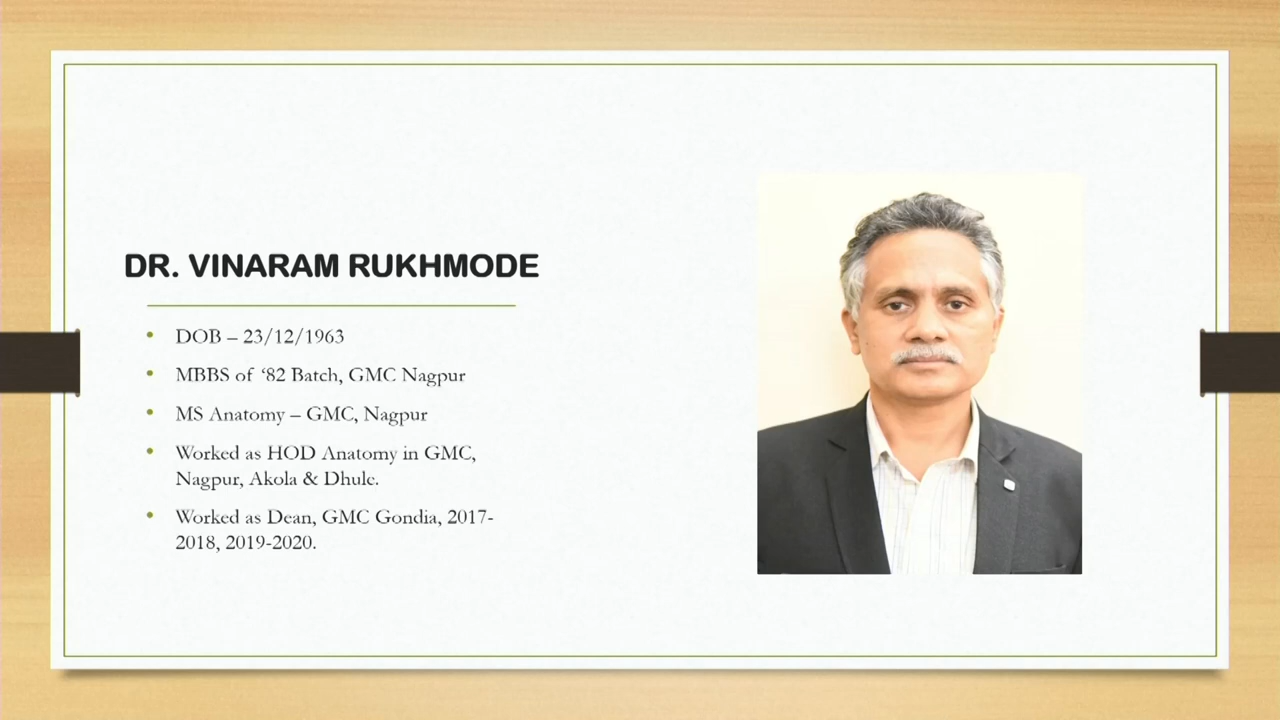 DR. VINARAM RUKHMODE
• DOB – 23/12/1963
• MBBS of ‘82 Batch, GMC Nagpur
• MS Anatomy – GMC, Nagpur
• Worked as HOD Anatomy in GMC,
Nagpur, Akola & Dhule.
• Worked as Dean, GMC Gondia, 2017-
2018, 2019-2020.